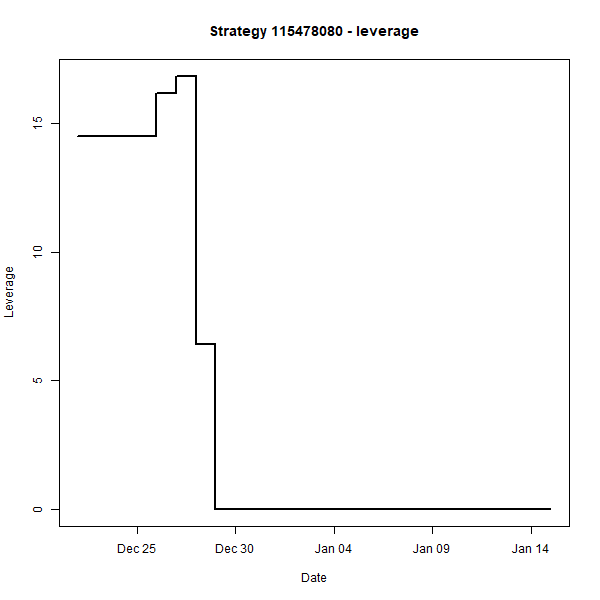 Strategy 115478080 - leverage
Leverage
15
10
5
0
Dec 25
Dec 30
Jan 04
Jan 09
Jan 14
Date